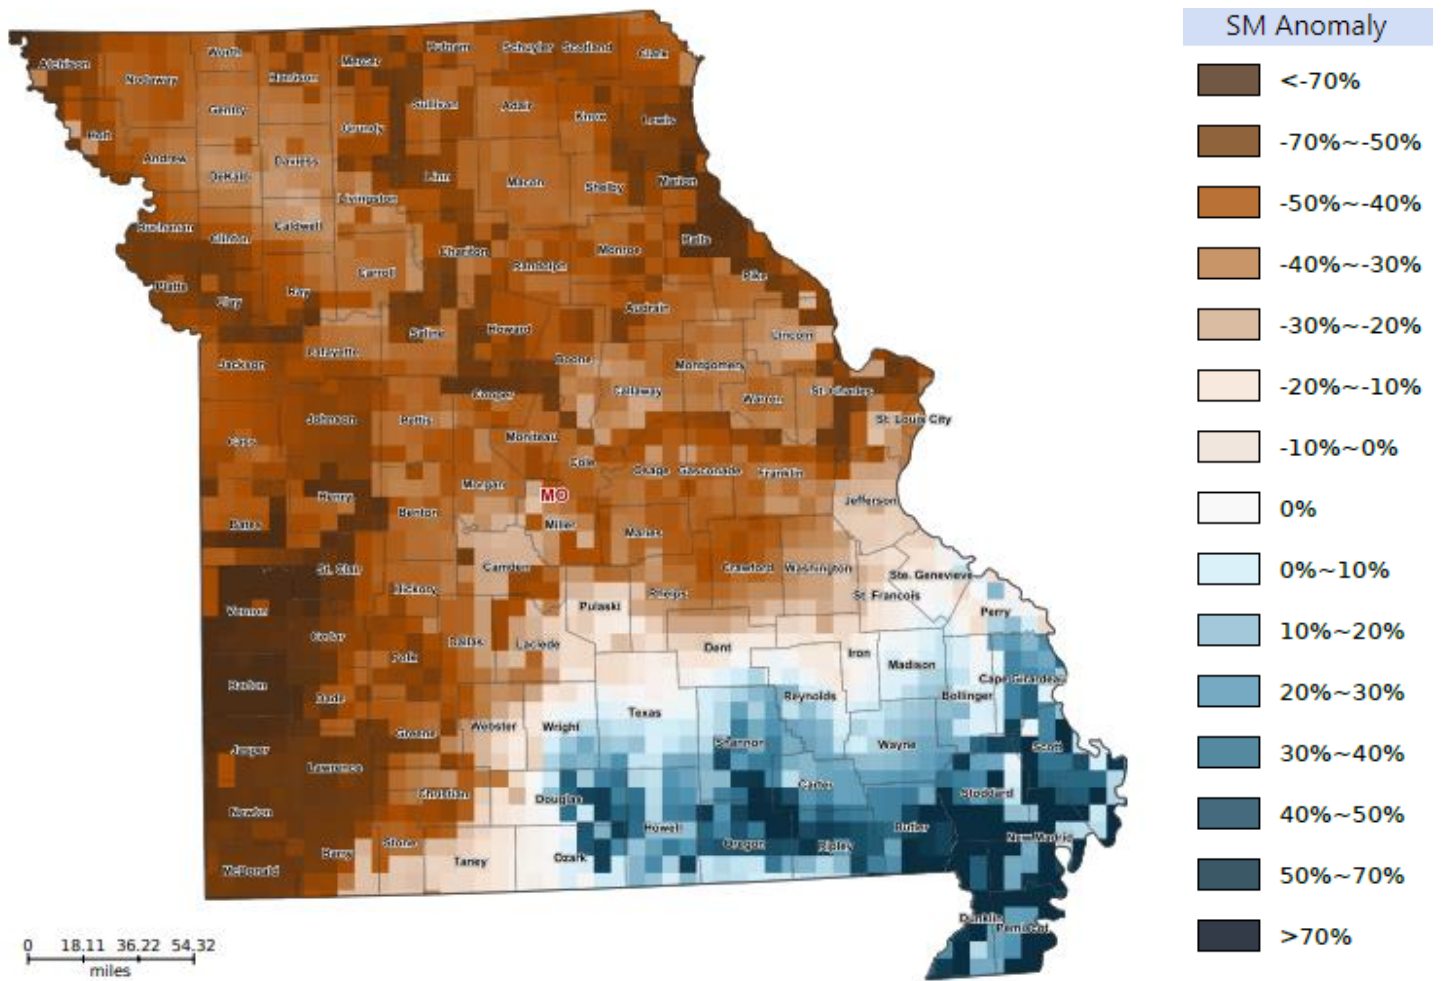 SM Anomaly
<-70%
-70%~-50%
-50%~-40%
-40%~-30%
-30%~-20%
-20%~-10%
-10%~0%
0%
0%~10%
10%~20%
20%~30%
30%~40%
40%~50%
50%~70%
>70%
Atchison
Nodaway
Worth
Harrison
Mercer
Putnam
Schuyler
Scotland
Clark
Holt
Gentry
Grundy
Sullivan
Adair
Knox
Lewis
Andrew
DeKalb
Daviess
Livingston
Linn
Macon
Shelby
Marion
Buchanan
Clinton
Caldwell
Carroll
Chariton
Randolph
Monroe
Ralls
Pike
Platte
Clay
Ray
Lafayette
Saline
Howard
Audrain
Lincoln
Jackson
Boone
Callaway
Montgomery
Warren
St. Charles
St. Louis City
Cooper
Johnson
Pettis
Moniteau
Cass
Cole
Osage
Gasconade
Franklin
Jefferson
Henry
Morgan
MO
Bates
Benton
Miller
Maries
St. Clair
Camden
Crawford
Washington
Ste. Genevieve
St. Francois
Hickory
Phelps
Pulaski
Perry
Vernon
Cedar
Polk
Dallas
Laclede
Dent
Iron
Madison
Cape Girardeau
Bollinger
Barton
Dade
Reynolds
Texas
Wright
Webster
Greene
Jasper
Lawrence
Shannon
Wayne
Scott
Carter
Stoddard
Newton
Christian
Douglas
Howell
Oregon
Ripley
Butler
New Madrid
McDonald
Barry
Stone
Taney
Ozark
Dunklin
Pemiscot
0 18.11 36.22 54.32
miles